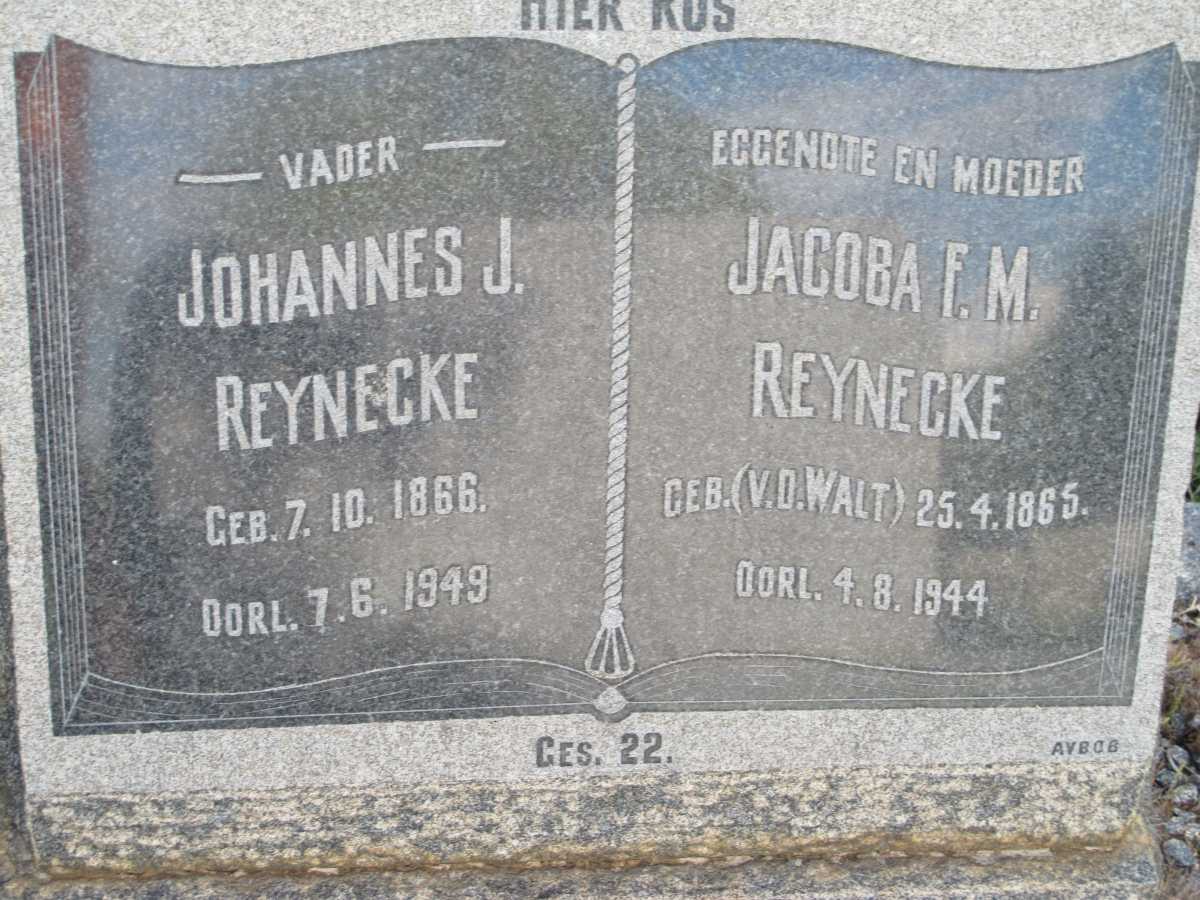 HIER RUS
— VADER —
JOHANNES J.
REYNECKE
GEB. 7. 10. 1866.
OORL. 7. 6. 1949
EGGENOTE EN MOEDER
JACOBA F. M.
REYNECKE
GEB. (V.D. WALT) 25. 4. 1865.
OORL. 4. 8. 1944
GES. 22.
AVBOB